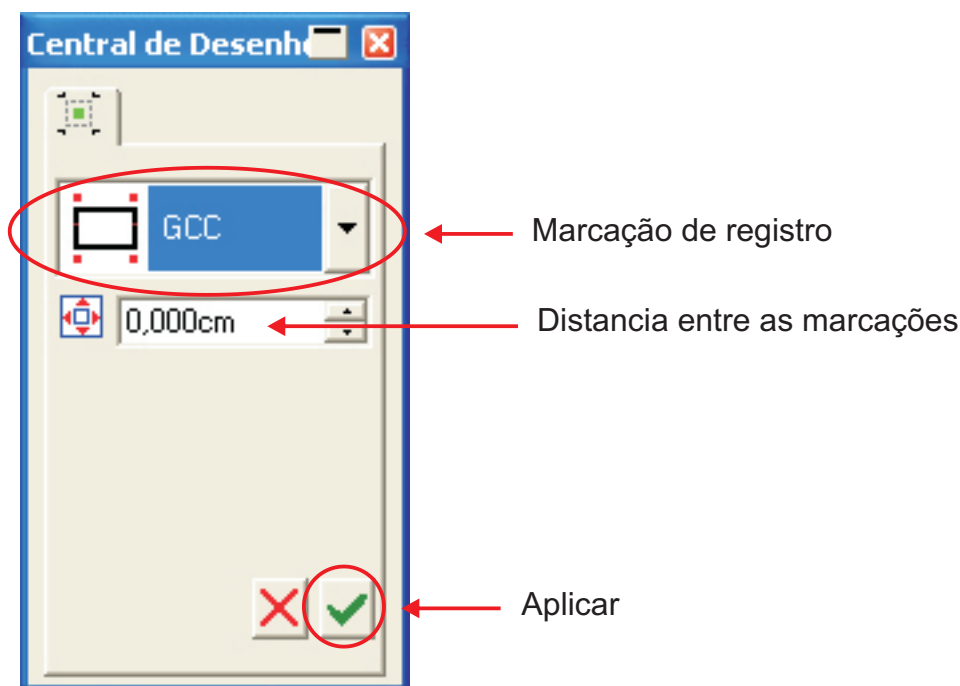 Central de Desenh
GCC
Marcação de registro
0,000cm
Distancia entre as marcações
Aplicar